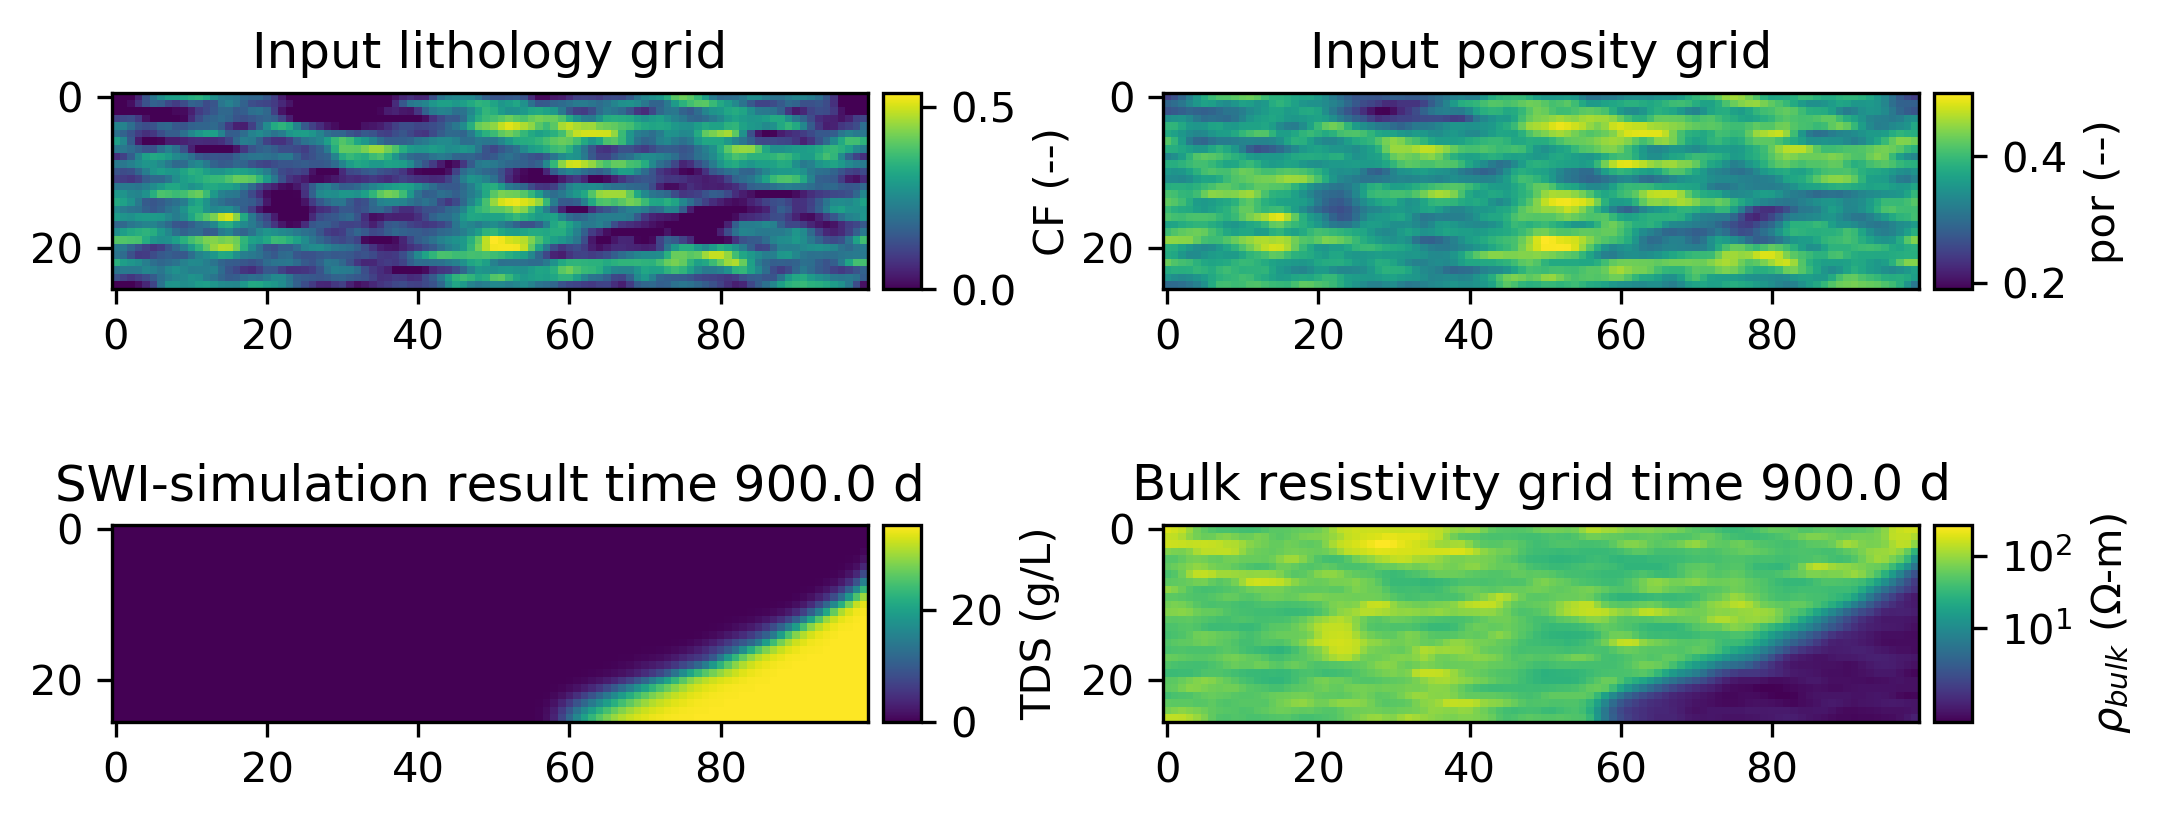 Input lithology grid
0
20
0 20 40 60 80
0.5
0.0
CF (--)
Input porosity grid
0
20
0 20 40 60 80
0.4
0.2
por (--)
SWI-simulation result time 900.0 d
0
20
0 20 40 60 80
20
0
TDS (g/L)
Bulk resistivity grid time 900.0 d
0
20
0 20 40 60 80
10²
10¹
ρbulk (Ω-m)